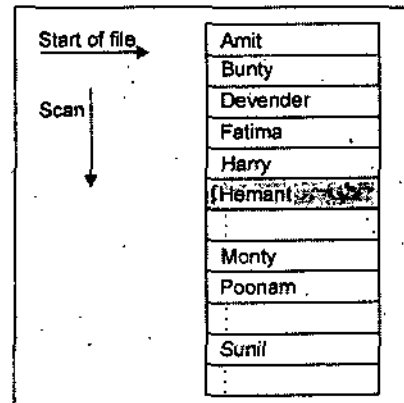 Start of file
Scan
Amit
Bunty
Devender
Fatima
Harry
Hemant
⋮
Monty
Poonam
⋮
Sunil
⋮